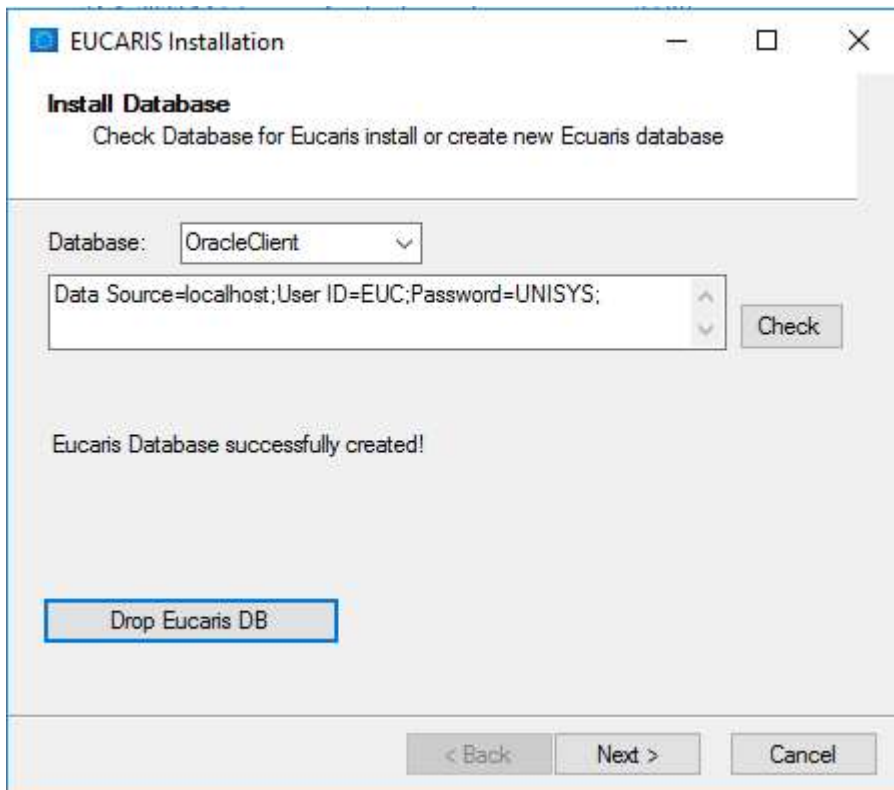 EUCARIS Installation
Install Database
Check Database for Eucaris install or create new Ecuaris database
Database:
OracleClient
Data Source=localhost;User ID=EUC;Password=UNISYS;
Check
Eucaris Database successfully created!
Drop Eucaris DB
< Back
Next >
Cancel